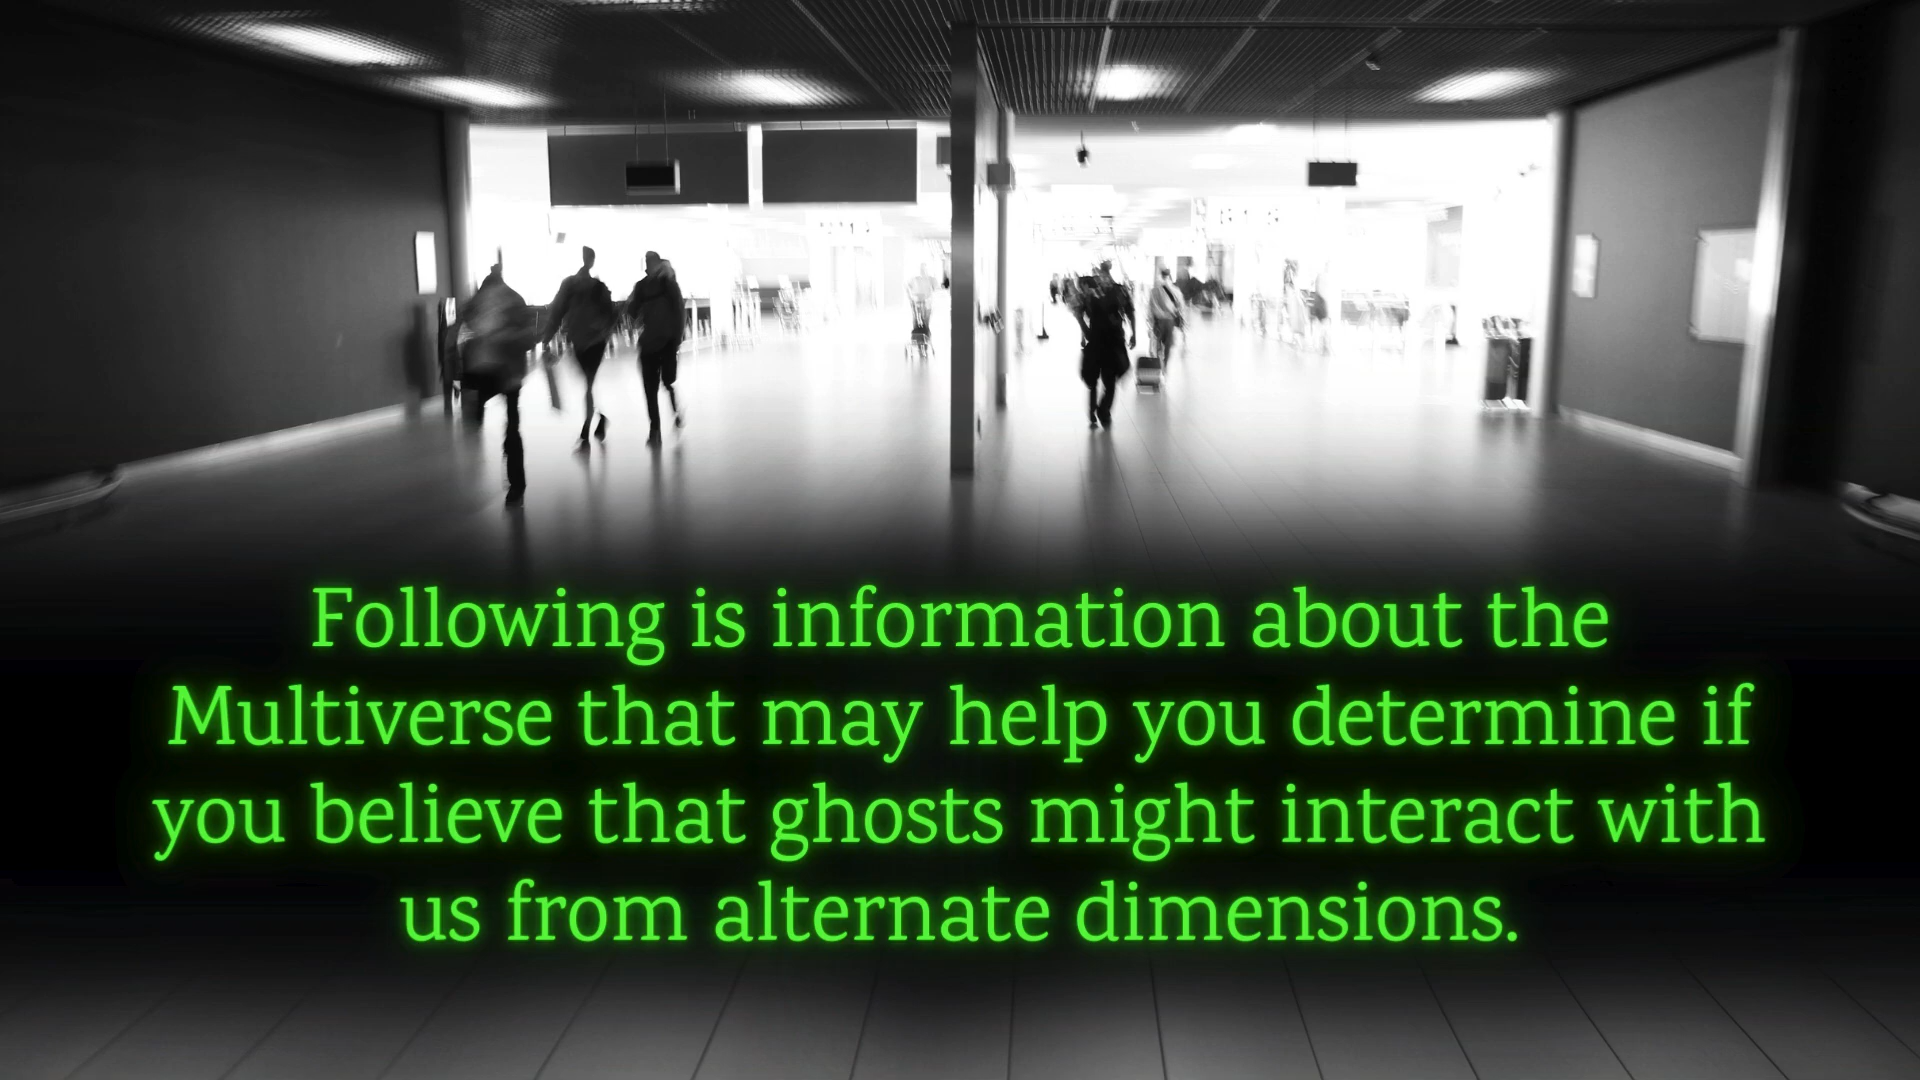 Following is information about the
Multiverse that may help you determine if
you believe that ghosts might interact with
us from alternate dimensions.